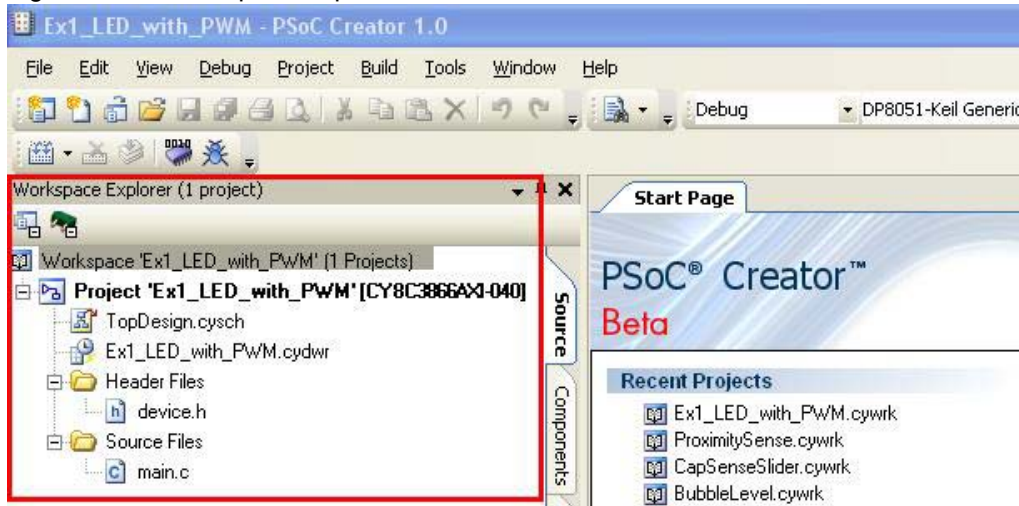 Ex1_LED_with_PWM - PSoC Creator 1.0
File Edit View Debug Project Build Tools Window Help
Debug DP8051-Keil Generic
Workspace Explorer (1 project)
Start Page
Workspace 'Ex1_LED_with_PWM' (1 Projects)
Project 'Ex1_LED_with_PWM' [CY8C3866AXI-040]
TopDesign.cysch
Ex1_LED_with_PWM.cydwr
Header Files
device.h
Source Files
main.c
Source
Components
PSoC® Creator™
Beta
Recent Projects
Ex1_LED_with_PWM.cywrk
ProximitySense.cywrk
CapSenseSlider.cywrk
BubbleLevel.cywrk